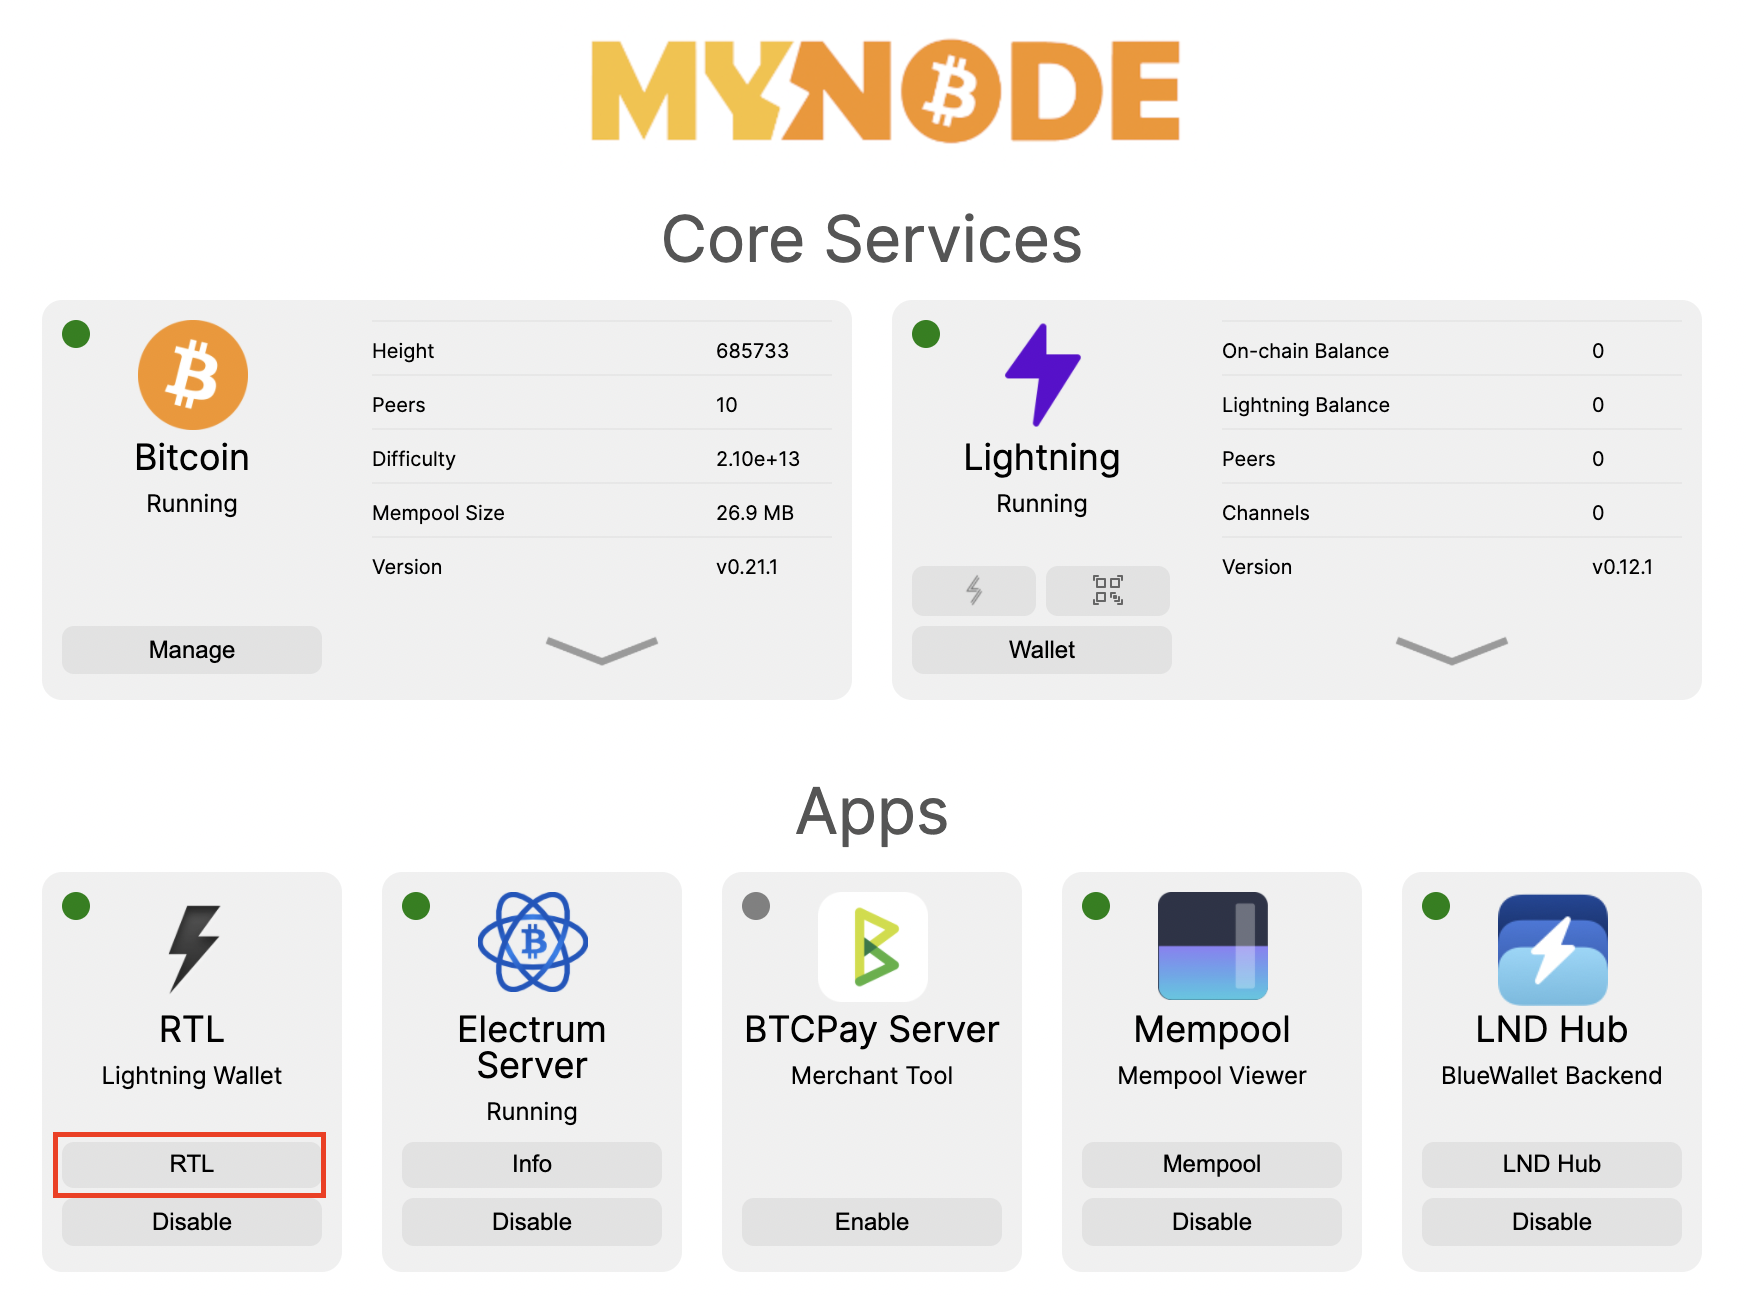 MYNODE
Core Services
Bitcoin
Running
Manage
Height 685733
Peers 10
Difficulty 2.10e+13
Mempool Size 26.9 MB
Version v0.21.1
Lightning
Running
Wallet
On-chain Balance 0
Lightning Balance 0
Peers 0
Channels 0
Version v0.12.1
Apps
RTL
Lightning Wallet
RTL
Disable
Electrum
Server
Running
Info
Disable
BTCPay Server
Merchant Tool
Enable
Mempool
Mempool Viewer
Mempool
Disable
LND Hub
BlueWallet Backend
LND Hub
Disable